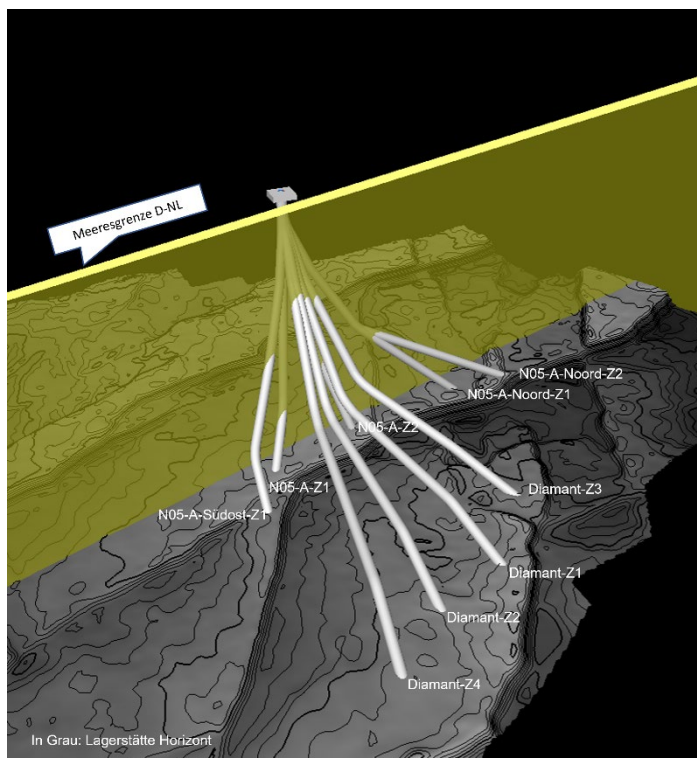 Meeresgrenze D-NL
N05-A-Noord-Z2
N05-A-Noord-Z1
N05-A-Z2
N05-A-Z1
Diamant-Z3
N05-A-Südost-Z1
Diamant-Z1
Diamant-Z2
Diamant-Z4
In Grau: Lagerstätte Horizont